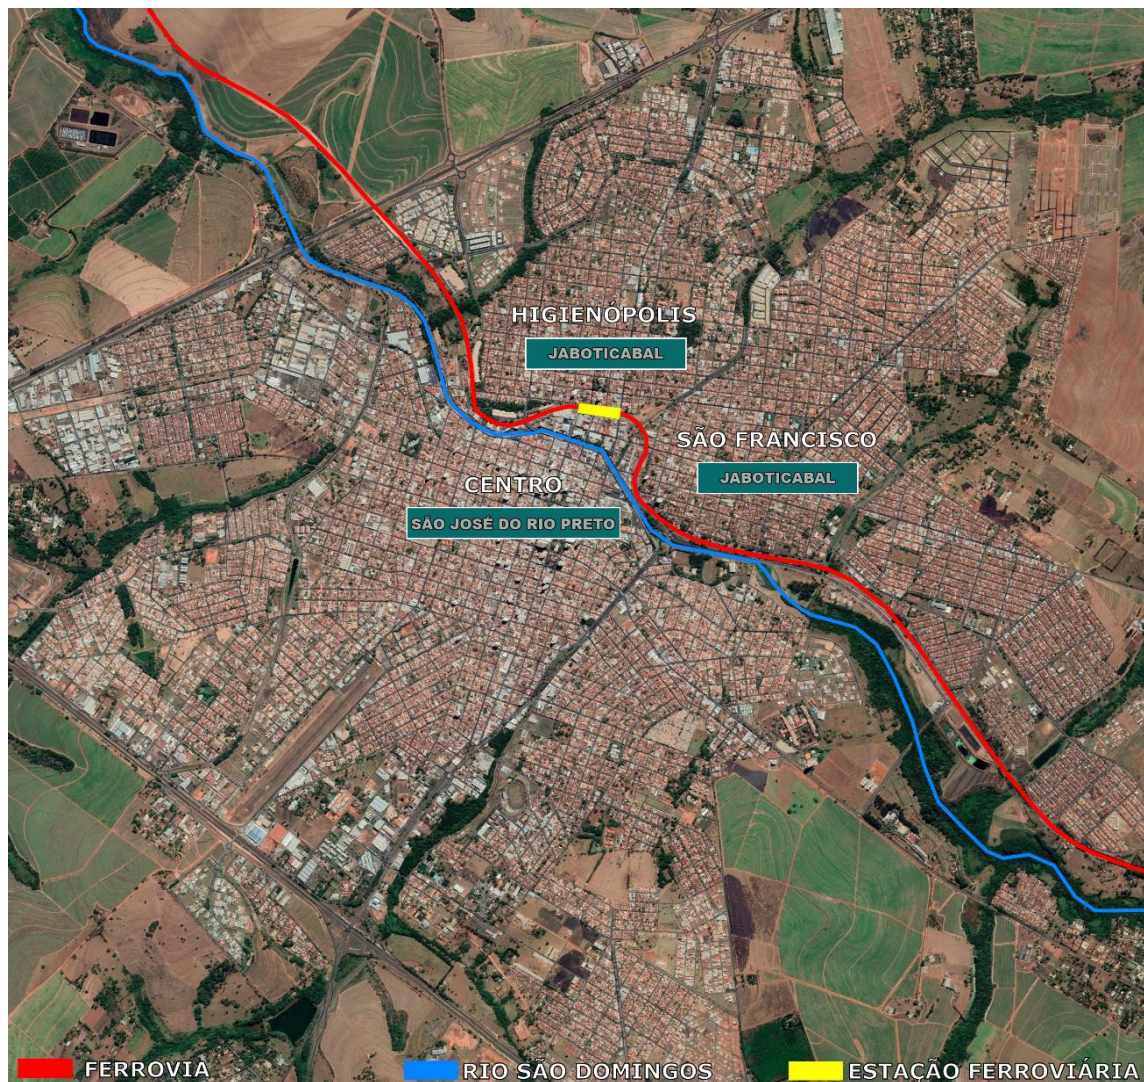 HIGIENÓPOLIS
JABOTICABAL
SÃO FRANCISCO
JABOTICABAL
CENTRO
SÃO JOSÉ DO RIO PRETO
FERROVIA
RIO SÃO DOMINGOS
ESTAÇÃO FERROVIÁRIA